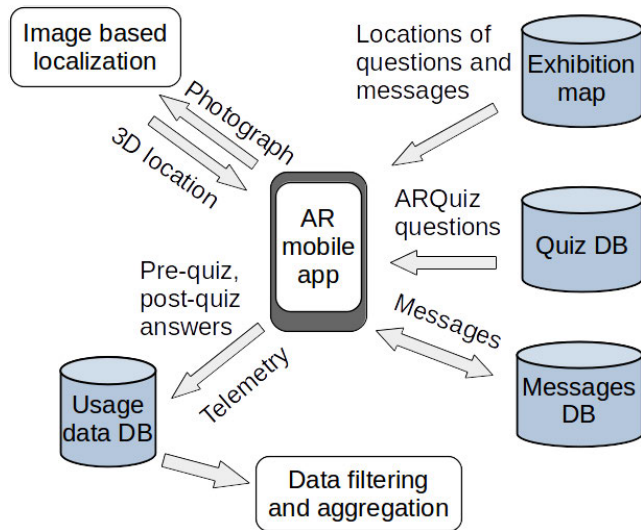 Image based
localization
Photograph
3D location
Locations of
questions and
messages
Exhibition
map
AR
mobile
app
ARQuiz
questions
Quiz DB
Pre-quiz,
post-quiz
answers
Telemetry
Messages
Messages
DB
Usage
data DB
Data filtering
and aggregation